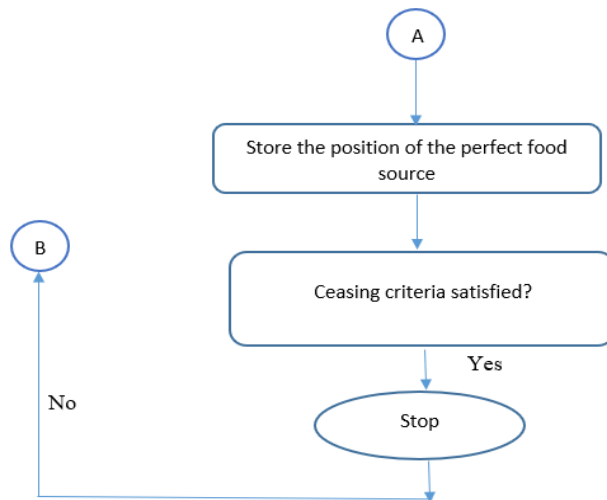 A
Store the position of the perfect food
source
B
Ceasing criteria satisfied?
Yes
No
Stop